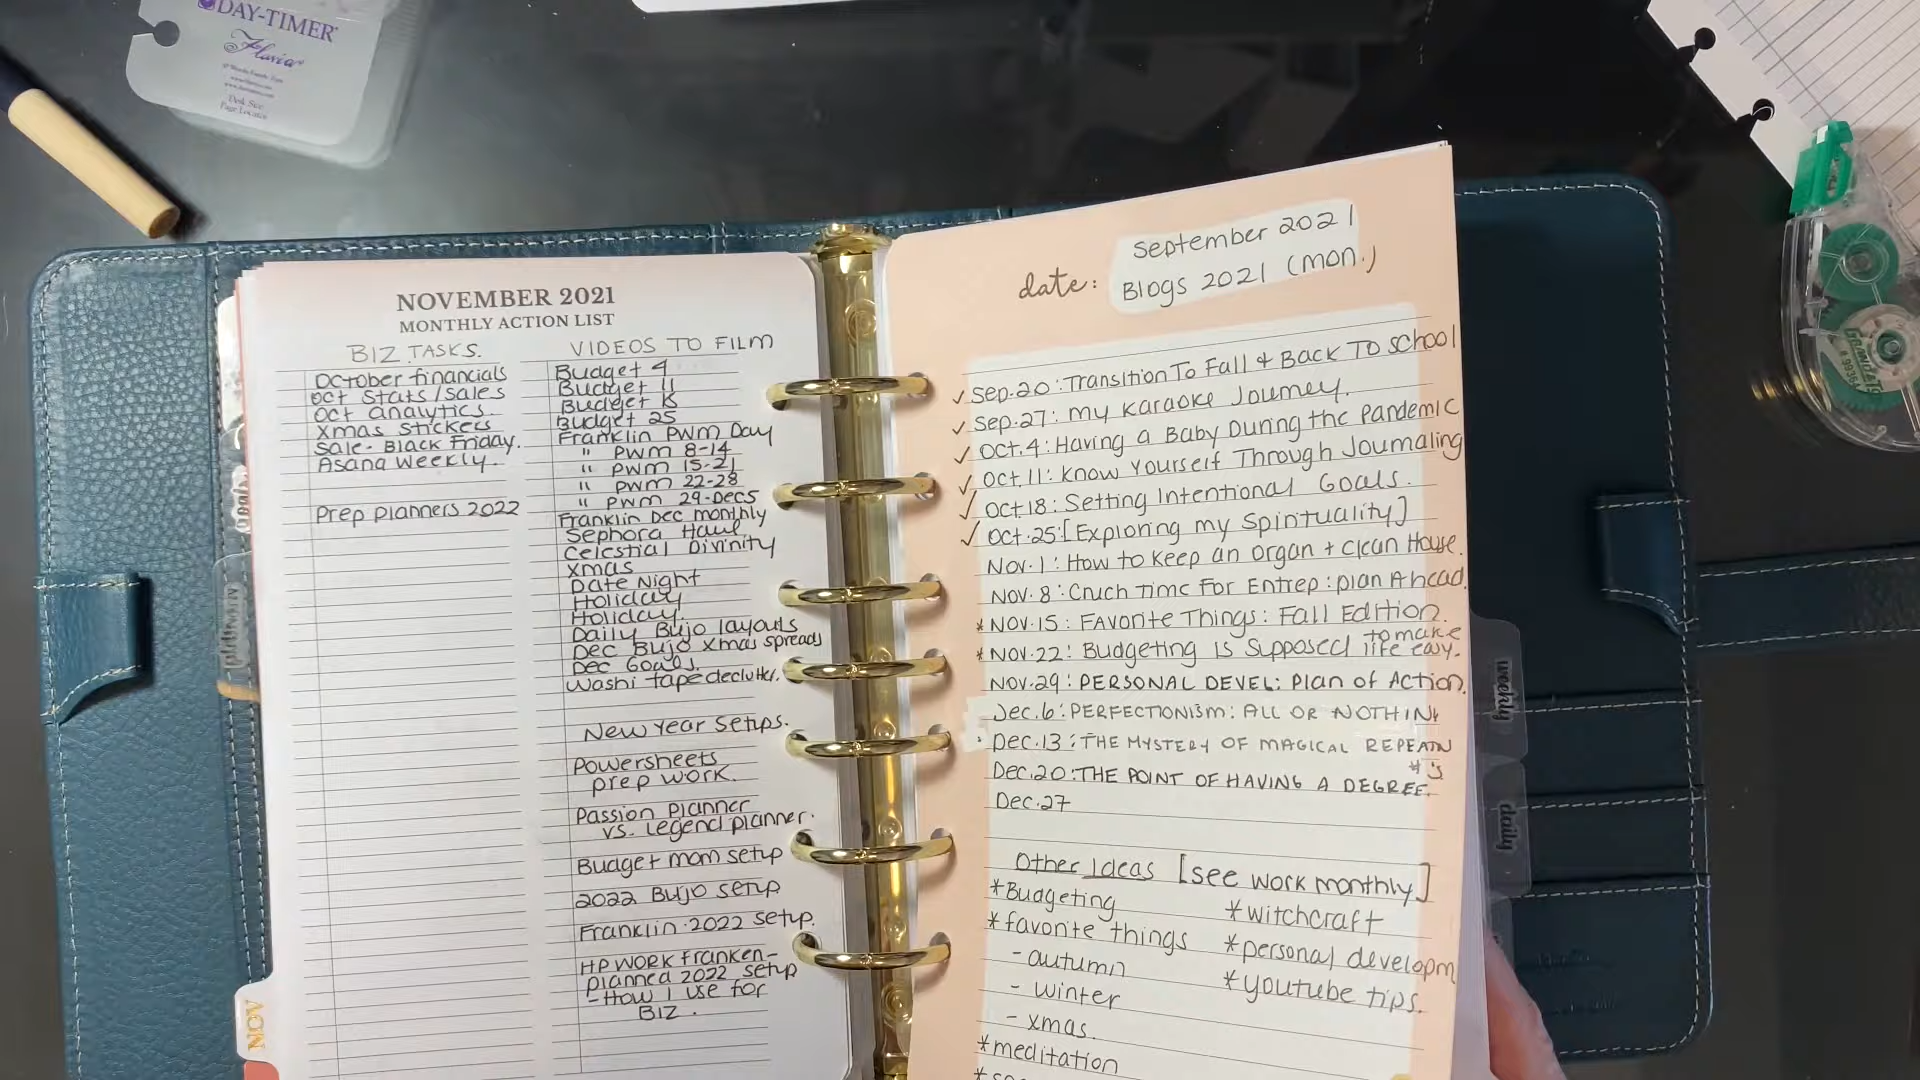 DAY-TIMER
Flavia
Desk Size
Page Locator
NOVEMBER 2021
MONTHLY ACTION LIST
BIZ TASKS.
October financials
Oct Stats/Sales
Oct Analytics.
Xmas Stickers
Sale-Black Friday.
Asana Weekly.
Prep planners 2022
VIDEOS TO FILM
Budget 4
Budget 11
Budget 18
Budget 25
Franklin PWM Day
" PWM 8-14
" PWM 15-21
" PWM 22-28
" PWM 29-Dec5
Franklin Dec monthly
Sephora Haul
Celestial Divinity
Xmas
Date Night
Holiday
Holiday.
Daily Bujo layouts
Dec Bujo Xmas spreads
Dec Goals.
Washi tape declutter.
New Year Setups.
Powersheets
prep work.
Passion planner
vs. Legend planner.
Budget mom setup
2022 Bujo setup
Franklin 2022 setup.
HP WORK Franken-
planned 2022 setup
- How I use for
BIZ.
NOV
date:
September 2021
Blogs 2021 (mon.)
✓ Sep.20: Transition To Fall & Back To School
✓ Sep.27: my Karaoke Journey.
✓ Oct.4: Having a Baby During the Pandemic
✓ Oct.11: Know Yourself Through Journaling
✓ Oct.18: Setting Intentional Goals.
✓ Oct.25: [Exploring my Spirituality]
Nov.1: How to Keep an Organ + Clean House.
Nov.8: Cruch Time For Entrep: plan Ahead.
* Nov.15: Favorite Things: Fall Edition.
* Nov.22: Budgeting is Supposed to make life easy.
Nov.29: PERSONAL DEVEL: Plan of Action.
Dec.6: PERFECTIONISM: ALL OR NOTHING
Dec.13: THE MYSTERY OF MAGICAL REPEATIN #'s
Dec.20: THE POINT OF HAVING A DEGREE.
Dec.27
Other Ideas [see work monthly]
* Budgeting
* favorite things
- autumn
- winter
- xmas.
* meditation
* witchcraft
* personal developm
* youtube tips.
weekly
daily